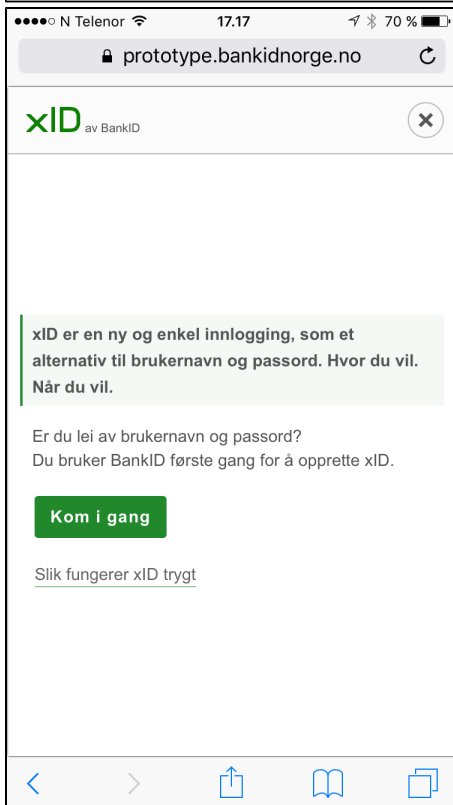 N Telenor 17.17 70 %
prototype.bankidnorge.no
xID av BankID
xID er en ny og enkel innlogging, som et
alternativ til brukernavn og passord. Hvor du vil.
Når du vil.
Er du lei av brukernavn og passord?
Du bruker BankID første gang for å opprette xID.
Kom i gang
Slik fungerer xID trygt